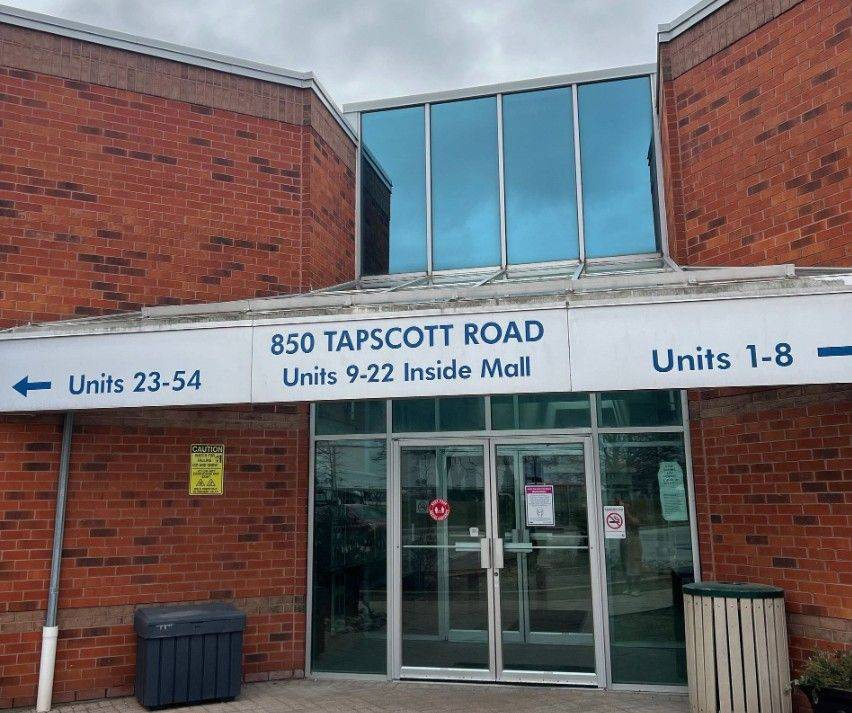 850 TAPSCOTT ROAD
Units 23-54
Units 9-22 Inside Mall
Units 1-8
CAUTION